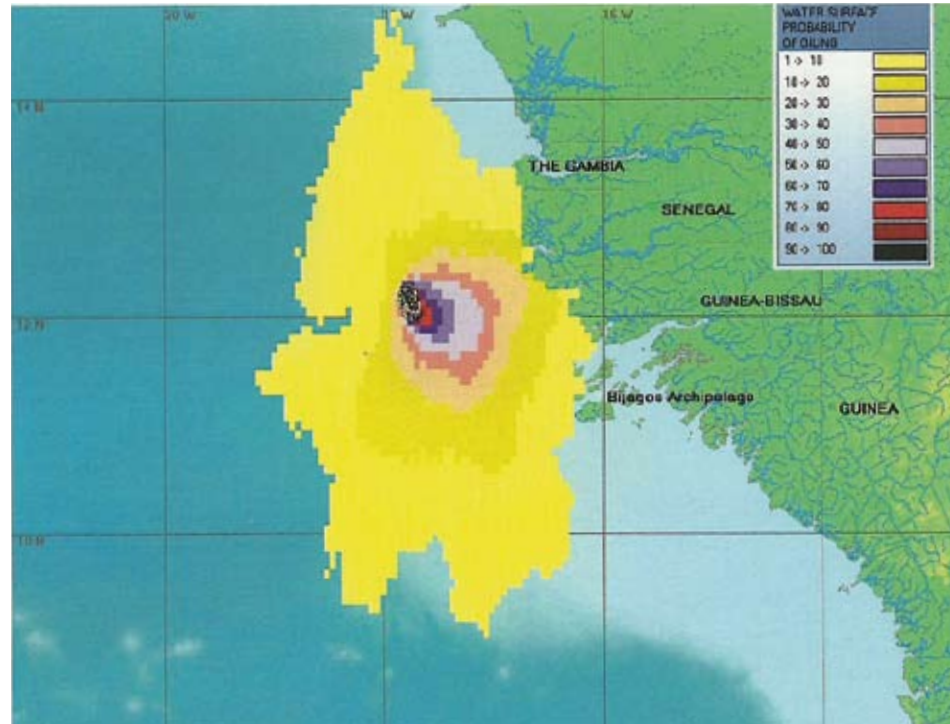 20 W
16 W
WATER SURFACE
PROBABILITY
OF OILING
1 -> 10
10 -> 20
20 -> 30
30 -> 40
40 -> 50
50 -> 60
60 -> 70
70 -> 80
80 -> 90
90 -> 100
14 N
THE GAMBIA
SENEGAL
GUINEA-BISSAU
12 N
Bijagos Archipelago
GUINEA
10 N